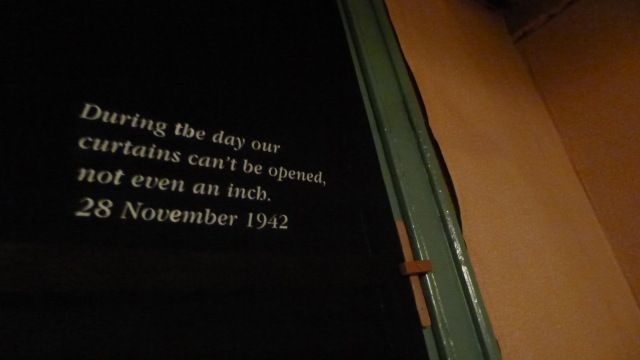 During the day our
curtains can't be opened,
not even an inch.
28 November 1942